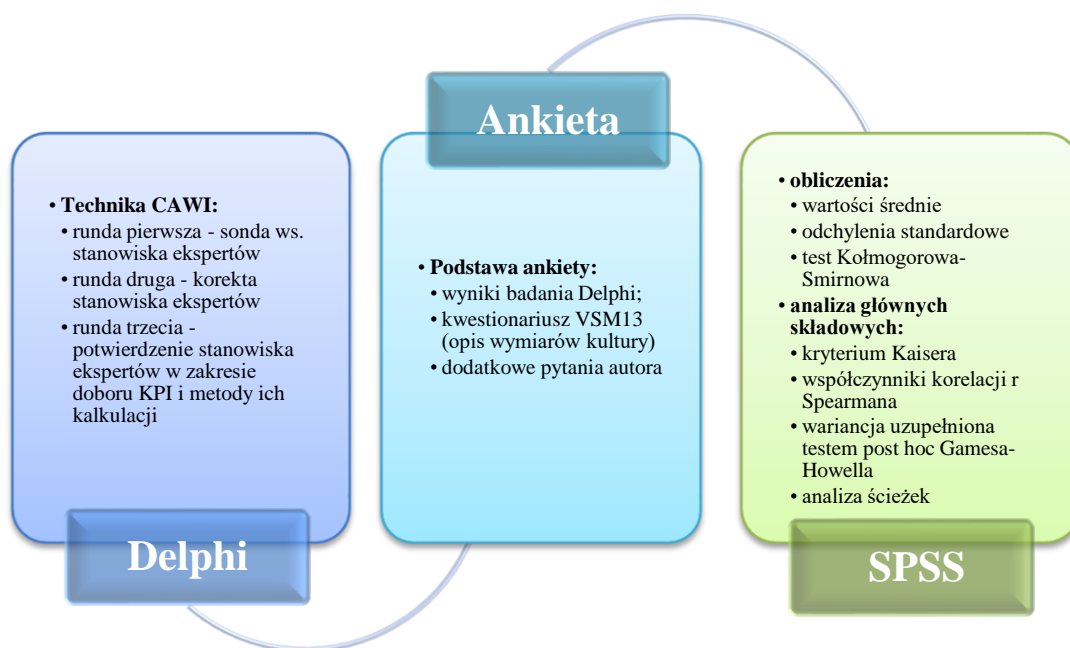 • Technika CAWI:
• runda pierwsza - sonda ws.
stanowiska ekspertów
• runda druga - korekta
stanowiska ekspertów
• runda trzecia -
potwierdzenie stanowiska
ekspertów w zakresie
doboru KPI i metody ich
kalkulacji
Delphi
Ankieta
• Podstawa ankiety:
• wyniki badania Delphi;
• kwestionariusz VSM13
(opis wymiarów kultury)
• dodatkowe pytania autora
• obliczenia:
• wartości średnie
• odchylenia standardowe
• test Kołmogorowa-
Smirnowa
• analiza głównych
składowych:
• kryterium Kaisera
• współczynniki korelacji r
Spearmana
• wariancja uzupełniona
testem post hoc Gamesa-
Howella
• analiza ścieżek
SPSS